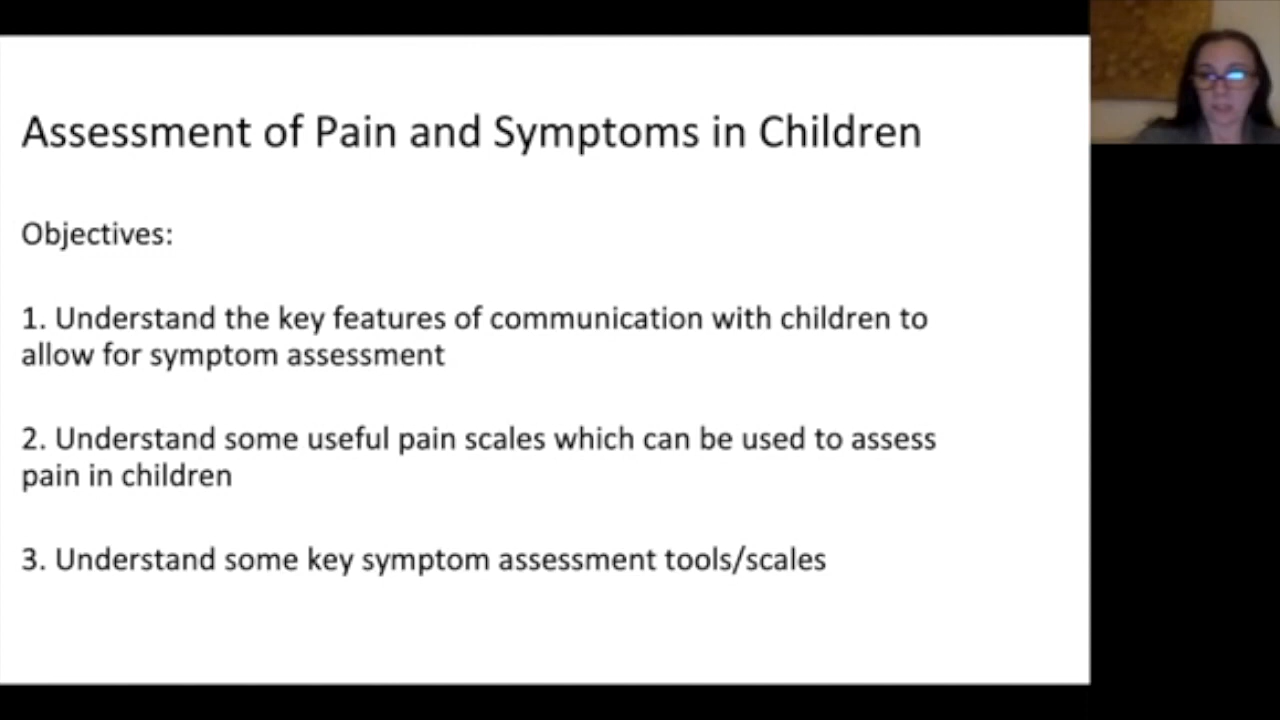 Assessment of Pain and Symptoms in Children
Objectives:
1. Understand the key features of communication with children to
allow for symptom assessment
2. Understand some useful pain scales which can be used to assess
pain in children
3. Understand some key symptom assessment tools/scales